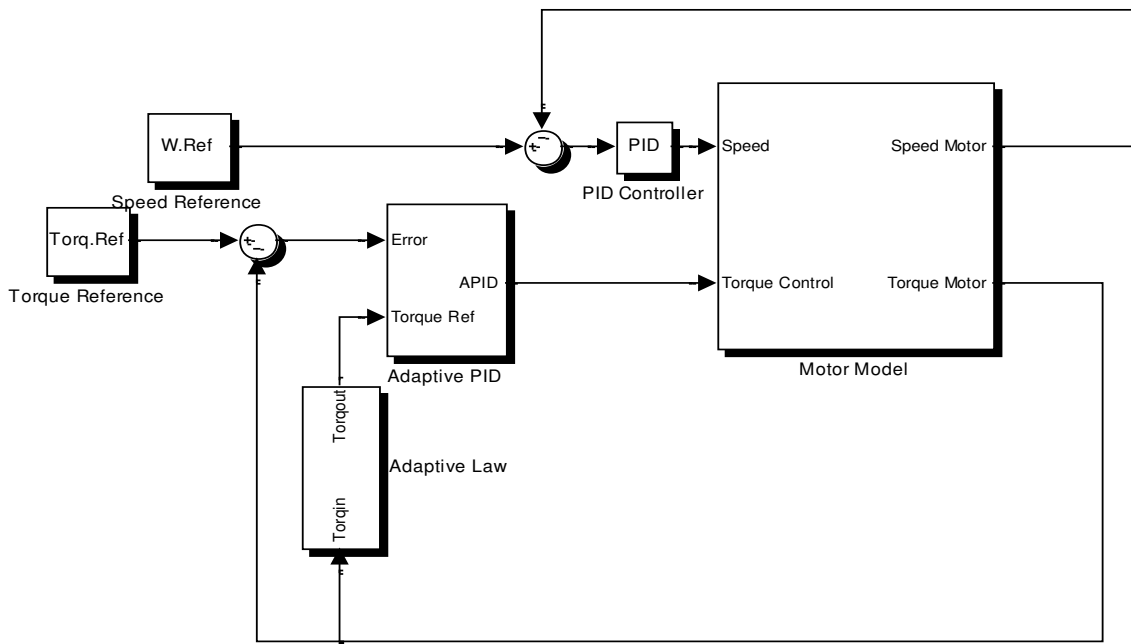 W.Ref
Speed Reference
PID
PID Controller
Speed
Speed Motor
Torq.Ref
Torque Reference
Error
APID
Torque Ref
Adaptive PID
Torque Control
Torque Motor
Motor Model
Torqout
Torqin
Adaptive Law